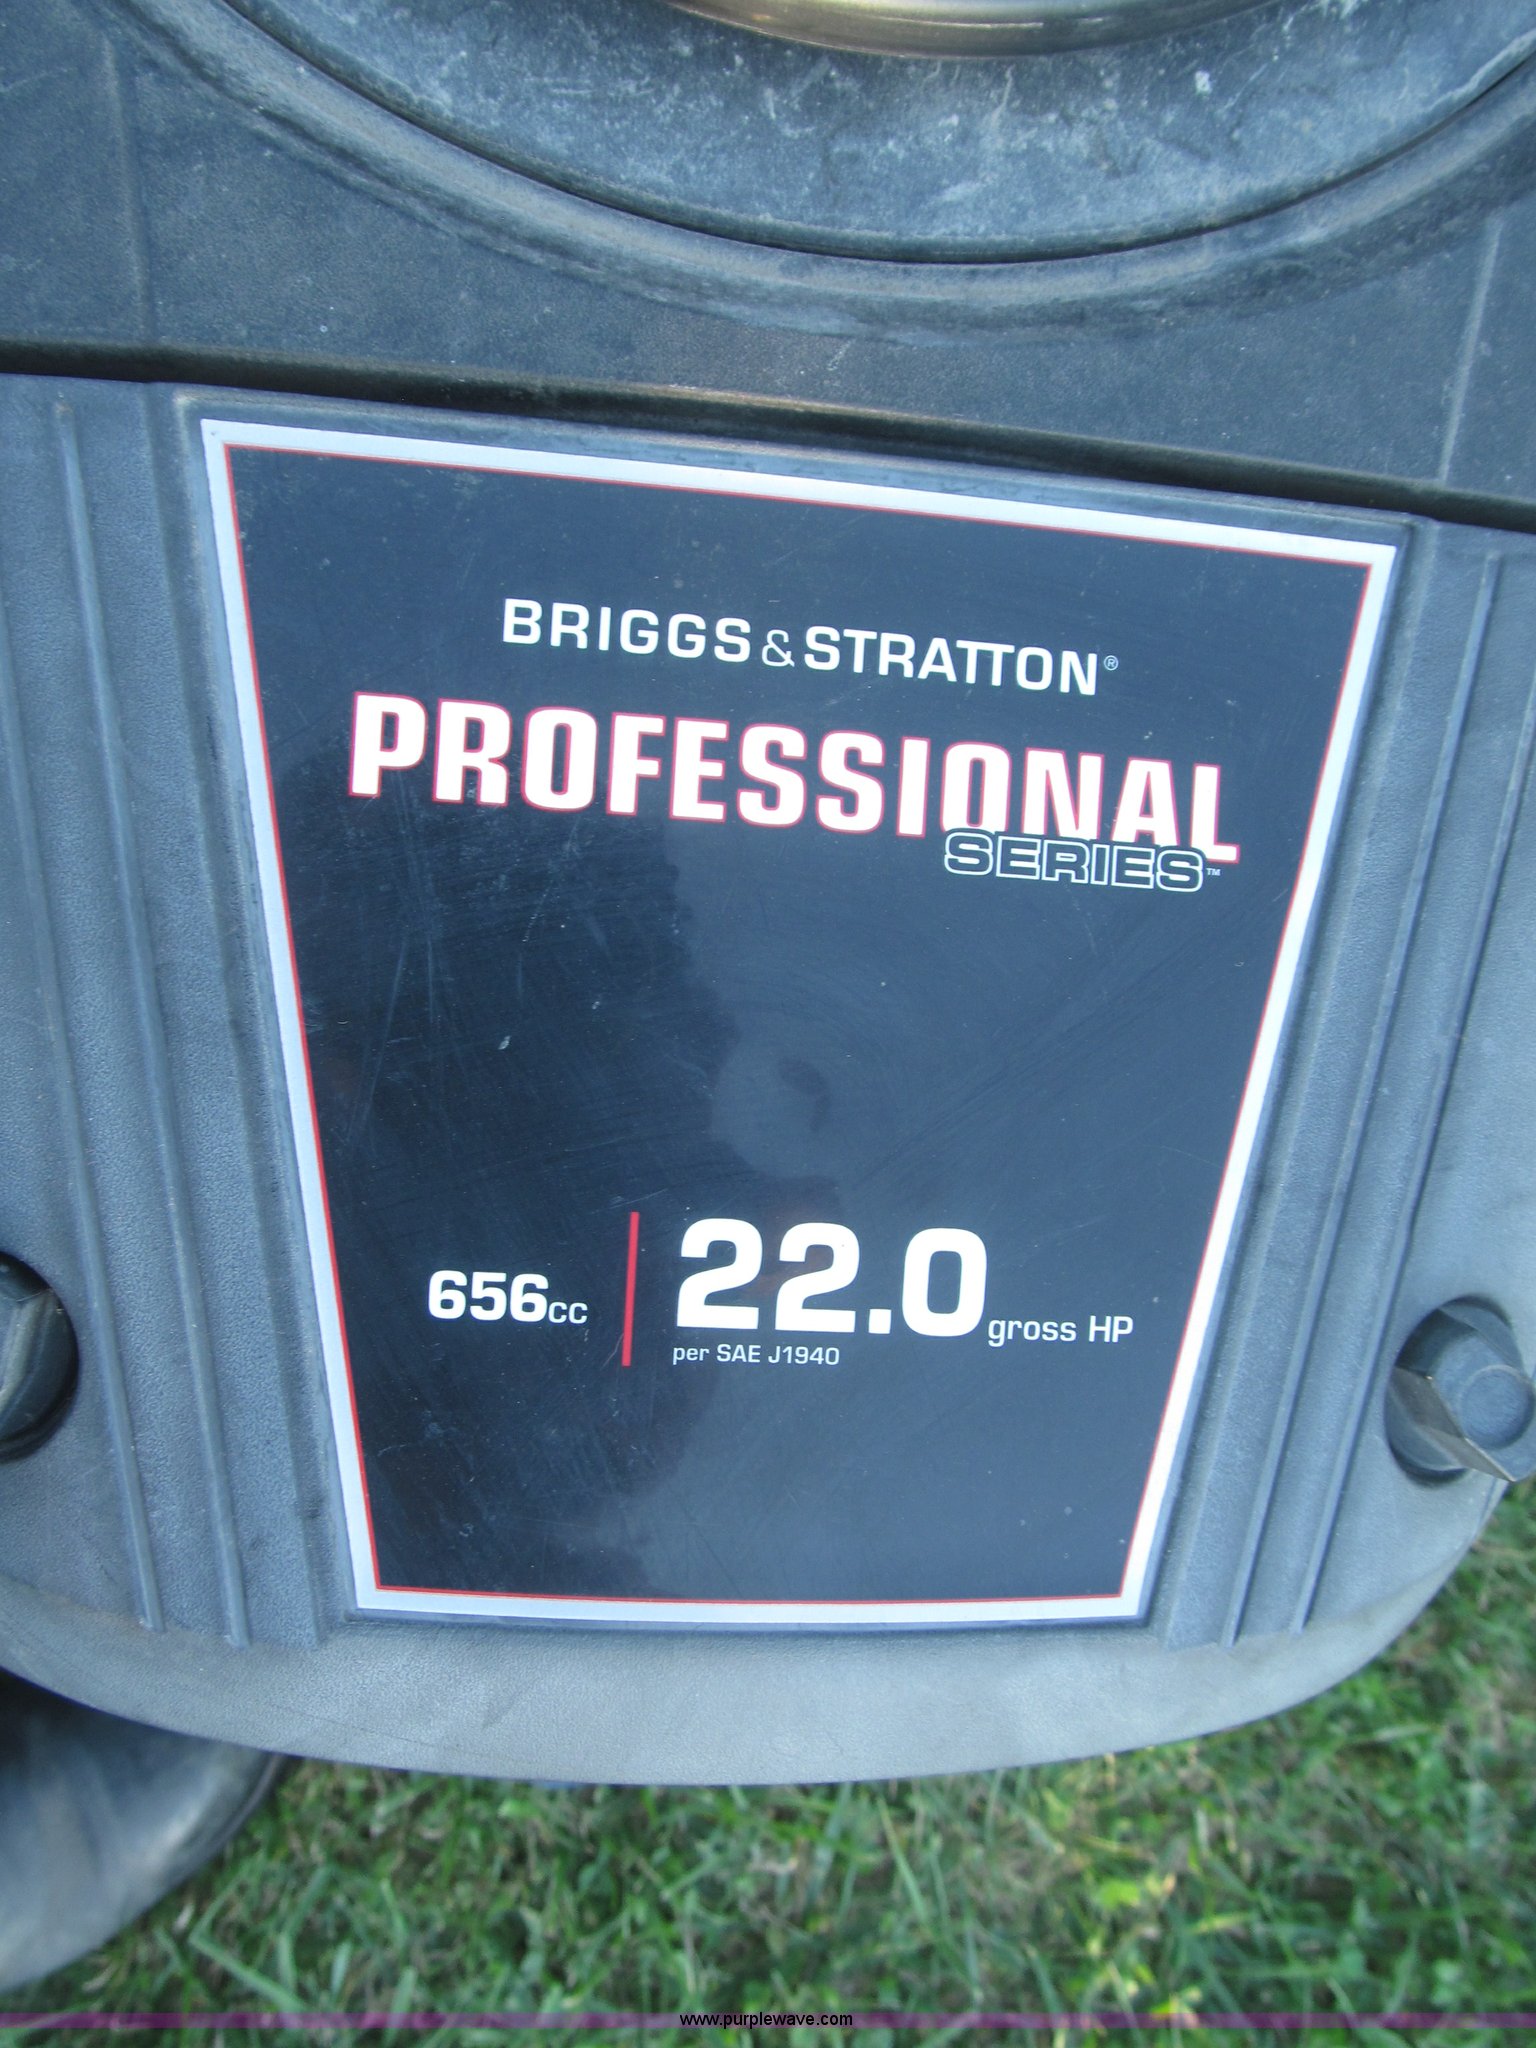 BRIGGS & STRATTON®
PROFESSIONAL
SERIES™
656cc
22.0 gross HP
per SAE J1940
www.purplewave.com